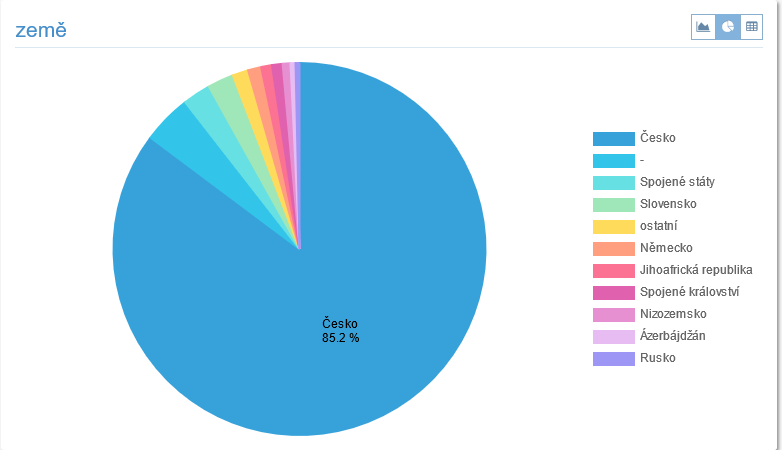 země
Česko
85.2 %
Česko
-
Spojené státy
Slovensko
ostatní
Německo
Jihoafrická republika
Spojené království
Nizozemsko
Ázerbájdžán
Rusko